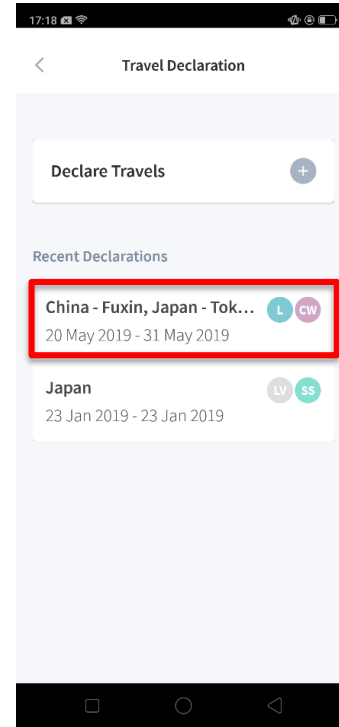 17:18
Travel Declaration
Declare Travels
Recent Declarations
China - Fuxin, Japan - Tok... L CW
20 May 2019 - 31 May 2019
Japan LV SS
23 Jan 2019 - 23 Jan 2019